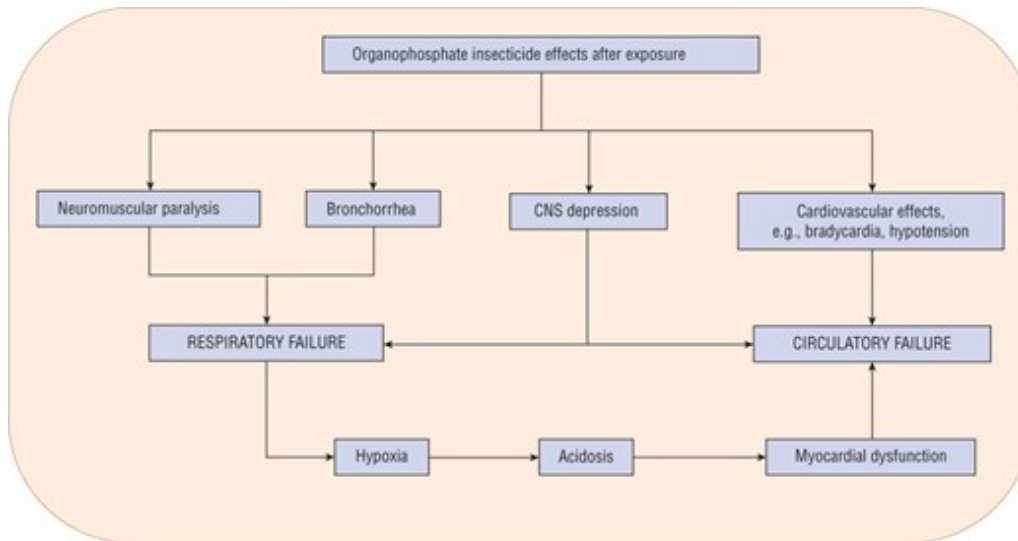 Organophosphate insecticide effects after exposure
Neuromuscular paralysis
Bronchorrhea
CNS depression
Cardiovascular effects,
e.g., bradycardia, hypotension
RESPIRATORY FAILURE
CIRCULATORY FAILURE
Hypoxia
Acidosis
Myocardial dysfunction